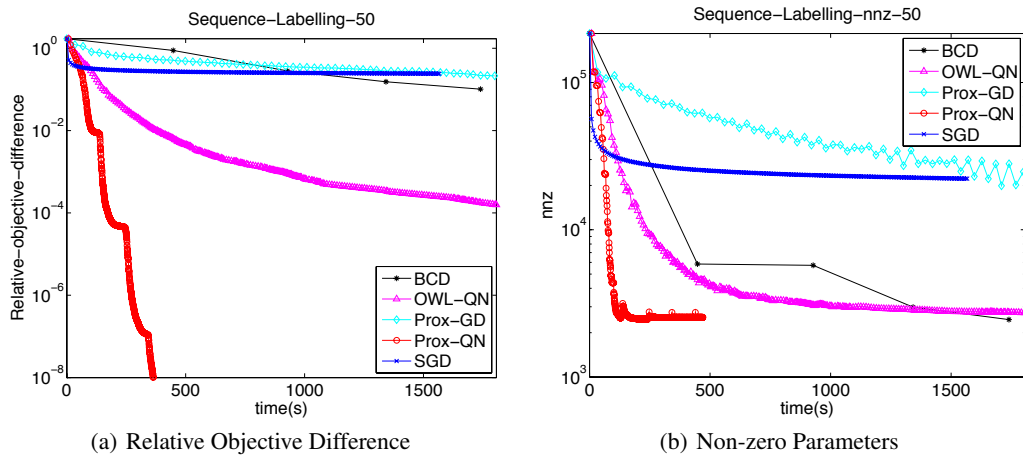 Sequence-Labelling-50
Relative-objective-difference
10^0
10^-2
10^-4
10^-6
10^-8
0
500
1000
1500
time(s)
BCD
OWL-QN
Prox-GD
Prox-QN
SGD
(a) Relative Objective Difference
Sequence-Labelling-nnz-50
nnz
10^5
10^4
10^3
0
500
1000
1500
time(s)
BCD
OWL-QN
Prox-GD
Prox-QN
SGD
(b) Non-zero Parameters